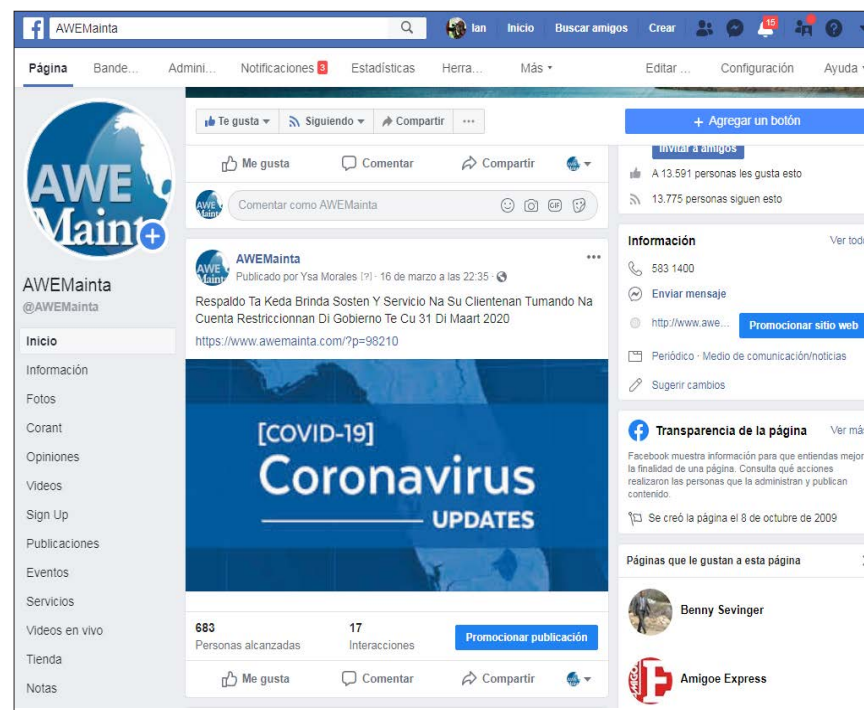 AWEMainta
Ian Inicio Buscar amigos Crear 15
Página Bande... Admini... Notificaciones 3 Estadísticas Herra... Más Editar ... Configuración Ayuda
AWE
Mainta
AWEMainta
@AWEMainta
Inicio
Información
Fotos
Corant
Opiniones
Videos
Sign Up
Publicaciones
Eventos
Servicios
Videos en vivo
Tienda
Notas
Te gusta Siguiendo Compartir ...
Me gusta Comentar Compartir
Comentar como AWEMainta GIF
AWEMainta
Publicado por Ysa Morales [?] · 16 de marzo a las 22:35 ·
Respaldo Ta Keda Brinda Sosten Y Servicio Na Su Clientenan Tumando Na
Cuenta Restriccionnan Di Gobierno Te Cu 31 Di Maart 2020
https://www.awemainta.com/?p=98210
[COVID-19]
Coronavirus
UPDATES
683 17
Personas alcanzadas Interacciones Promocionar publicación
Me gusta Comentar Compartir
+ Agregar un botón
Invitar a amigos
A 13.591 personas les gusta esto
13.775 personas siguen esto
Información Ver todo
583 1400
Enviar mensaje
http://www.awe... Promocionar sitio web
Periódico · Medio de comunicación/noticias
Sugerir cambios
Transparencia de la página Ver más
Facebook muestra información para que entiendas mejor
la finalidad de una página. Consulta qué acciones
realizaron las personas que la administran y publican
contenido.
Se creó la página el 8 de octubre de 2009
Páginas que le gustan a esta página
Benny Sevinger
AMIGOE
Amigoe Express